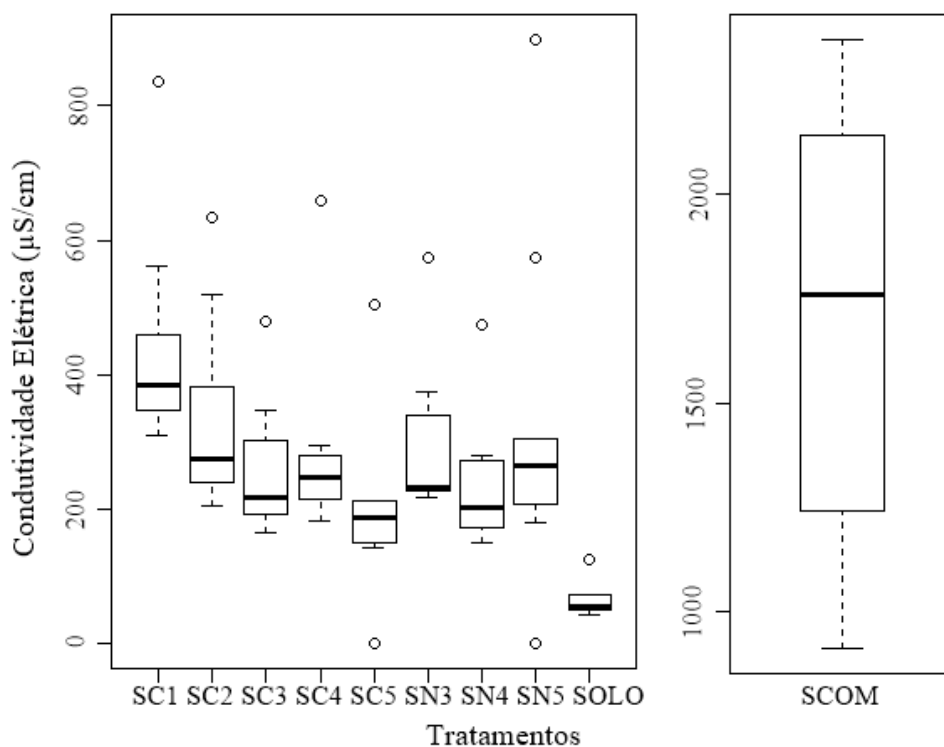 Condutividade Elétrica (µS/cm)
800
600
400
200
0
SC1 SC2 SC3 SC4 SC5 SN3 SN4 SN5 SOLO
Tratamentos
2000
1500
1000
SCOM